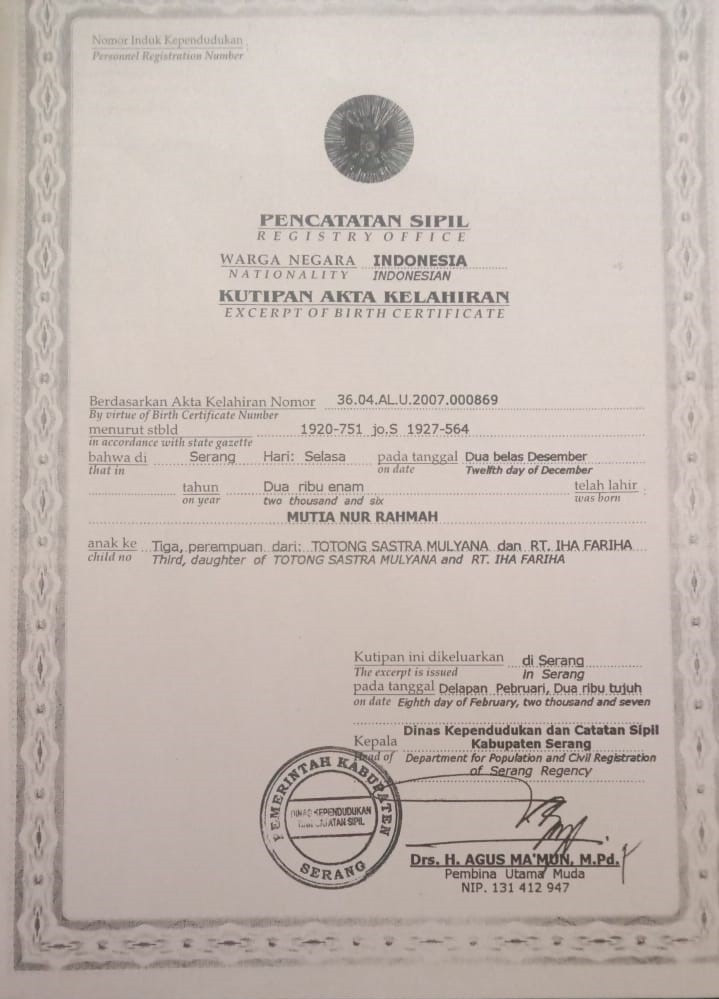 Nomor Induk Kependudukan
Personnel Registration Number
PENCATATAN SIPIL
REGISTRY OFFICE
WARGA NEGARA INDONESIA
NATIONALITY INDONESIAN
KUTIPAN AKTA KELAHIRAN
EXCERPT OF BIRTH CERTIFICATE
Berdasarkan Akta Kelahiran Nomor 36.04.AL.U.2007.000869
By virtue of Birth Certificate Number
menurut stbld 1920-751 jo.S 1927-564
in accordance with state gazette
bahwa di Serang Hari: Selasa pada tanggal Dua belas Desember
that in on date Twelfth day of December
tahun Dua ribu enam telah lahir
on year two thousand and six was born
MUTIA NUR RAHMAH
anak ke Tiga, perempuan dari: TOTONG SASTRA MULYANA dan RT. IHA FARIHA
child no Third, daughter of TOTONG SASTRA MULYANA and RT. IHA FARIHA
Kutipan ini dikeluarkan di Serang
The excerpt is issued in Serang
pada tanggal Delapan Pebruari, Dua ribu tujuh
on date Eighth day of February, two thousand and seven
Dinas Kependudukan dan Catatan Sipil
Kepala Kabupaten Serang
Head of Department for Population and Civil Registration
of Serang Regency
PEMERINTAH KABUPATEN
DINAS KEPENDUDUKAN
CATATAN SIPIL
SERANG
Drs. H. AGUS MA'MUN, M.Pd.
Pembina Utama Muda
NIP. 131 412 947